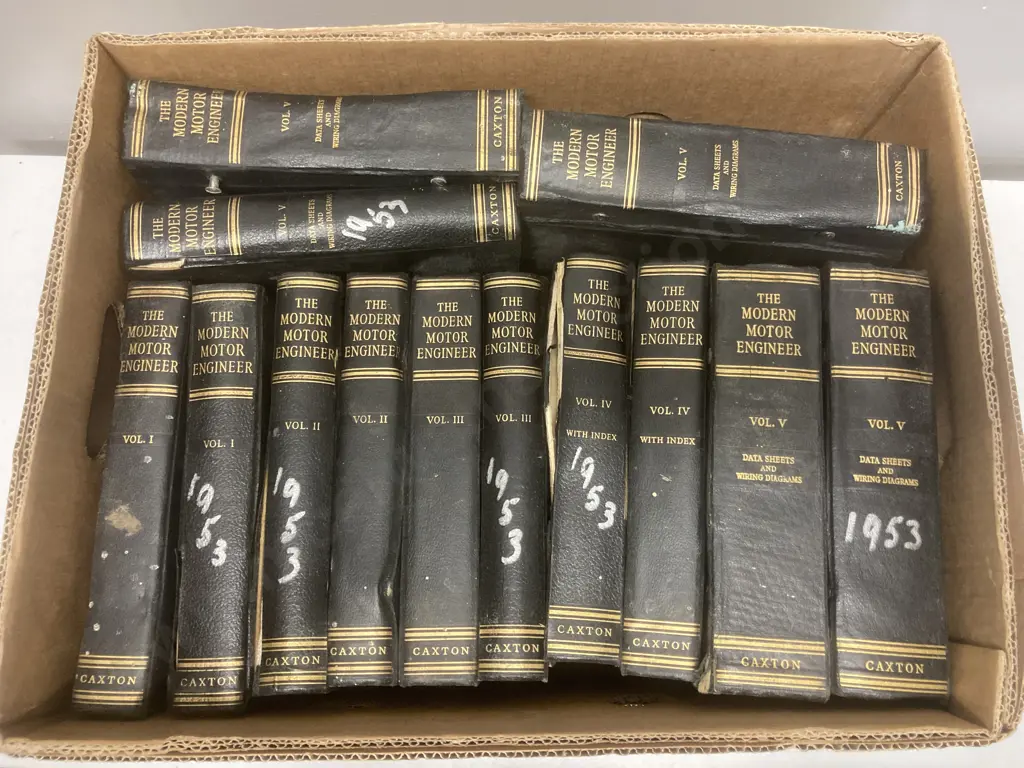 THE
MODERN
MOTOR
ENGINEER
VOL. V
DATA SHEETS
AND
WIRING DIAGRAMS
CAXTON
THE
MODERN
MOTOR
ENGINEER
VOL. V
DATA SHEETS
AND
WIRING DIAGRAMS
CAXTON
THE
MODERN
MOTOR
ENGINEER
VOL. V
DATA SHEETS
AND
WIRING DIAGRAMS
1953
CAXTON
THE
MODERN
MOTOR
ENGINEER
VOL. I
CAXTON
THE
MODERN
MOTOR
ENGINEER
VOL. I
1953
CAXTON
THE
MODERN
MOTOR
ENGINEER
VOL. II
1953
CAXTON
THE
MODERN
MOTOR
ENGINEER
VOL. II
CAXTON
THE
MODERN
MOTOR
ENGINEER
VOL. III
CAXTON
THE
MODERN
MOTOR
ENGINEER
VOL. III
1953
CAXTON
THE
MODERN
MOTOR
ENGINEER
VOL. IV
WITH INDEX
1953
CAXTON
THE
MODERN
MOTOR
ENGINEER
VOL. IV
WITH INDEX
CAXTON
THE
MODERN
MOTOR
ENGINEER
VOL. V
DATA SHEETS
AND
WIRING DIAGRAMS
CAXTON
THE
MODERN
MOTOR
ENGINEER
VOL. V
DATA SHEETS
AND
WIRING DIAGRAMS
1953
CAXTON